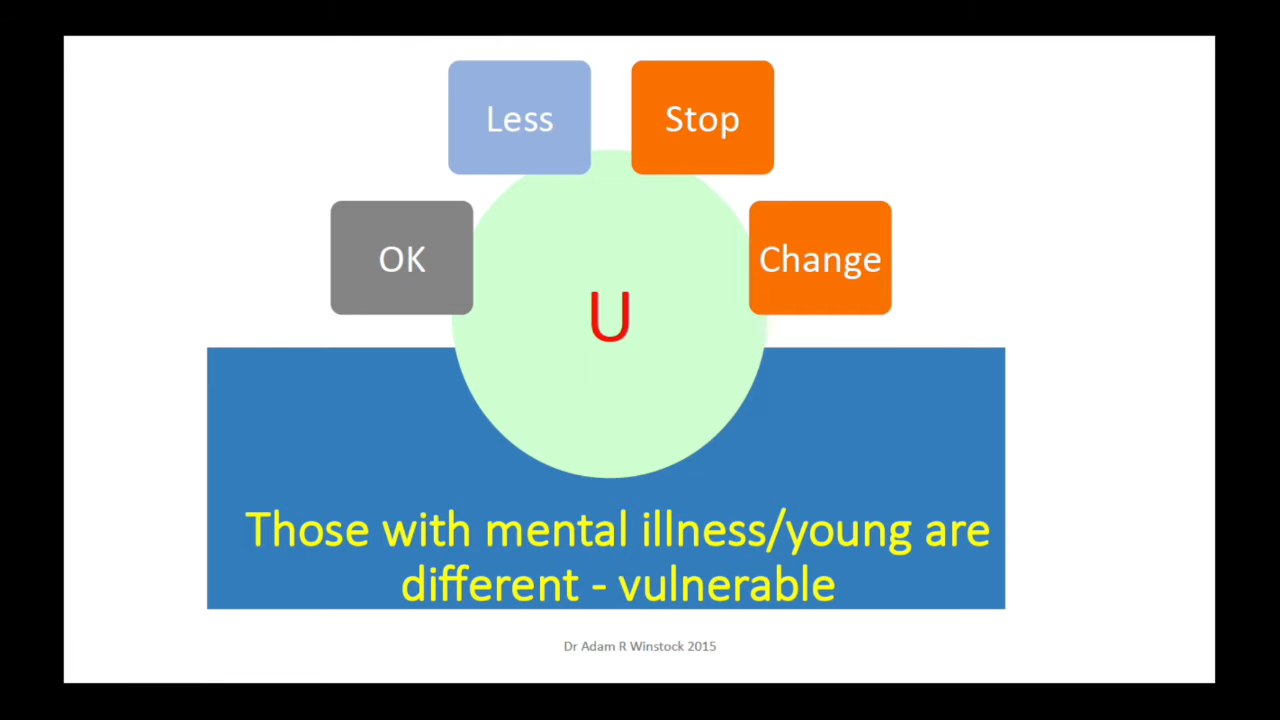 Less
Stop
OK
Change
U
Those with mental illness/young are
different - vulnerable
Dr Adam R Winstock 2015